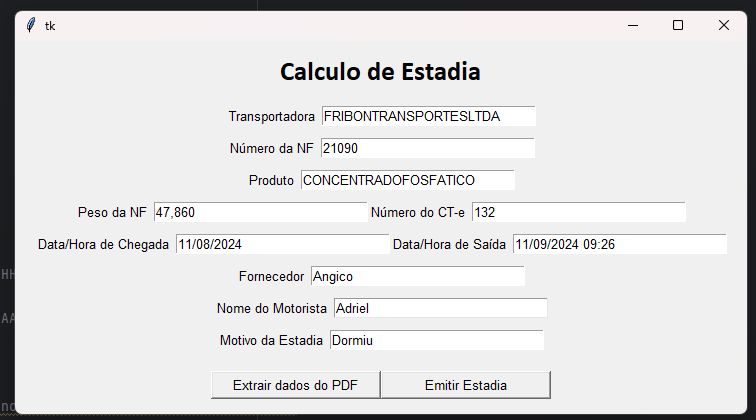 tk
Calculo de Estadia
Transportadora FRIBONTRANSPORTESLTDA
Número da NF 21090
Produto CONCENTRADOFOSFATICO
Peso da NF 47,860 Número do CT-e 132
Data/Hora de Chegada 11/08/2024 Data/Hora de Saída 11/09/2024 09:26
HH
Fornecedor Angico
Nome do Motorista Adriel
AA
Motivo da Estadia Dormiu
Extrair dados do PDF Emitir Estadia